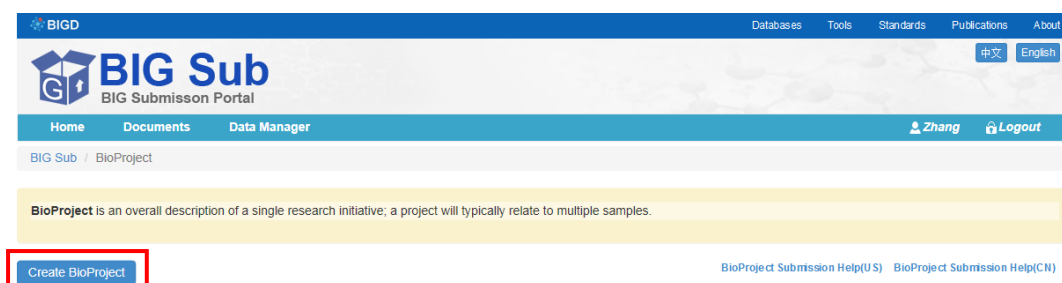 BIGD Databases Tools Standards Publications About
中文 English
G BIG Sub
BIG Submisson Portal
Home Documents Data Manager Zhang Logout
BIG Sub / BioProject
BioProject is an overall description of a single research initiative; a project will typically relate to multiple samples.
Create BioProject BioProject Submission Help(US) BioProject Submission Help(CN)